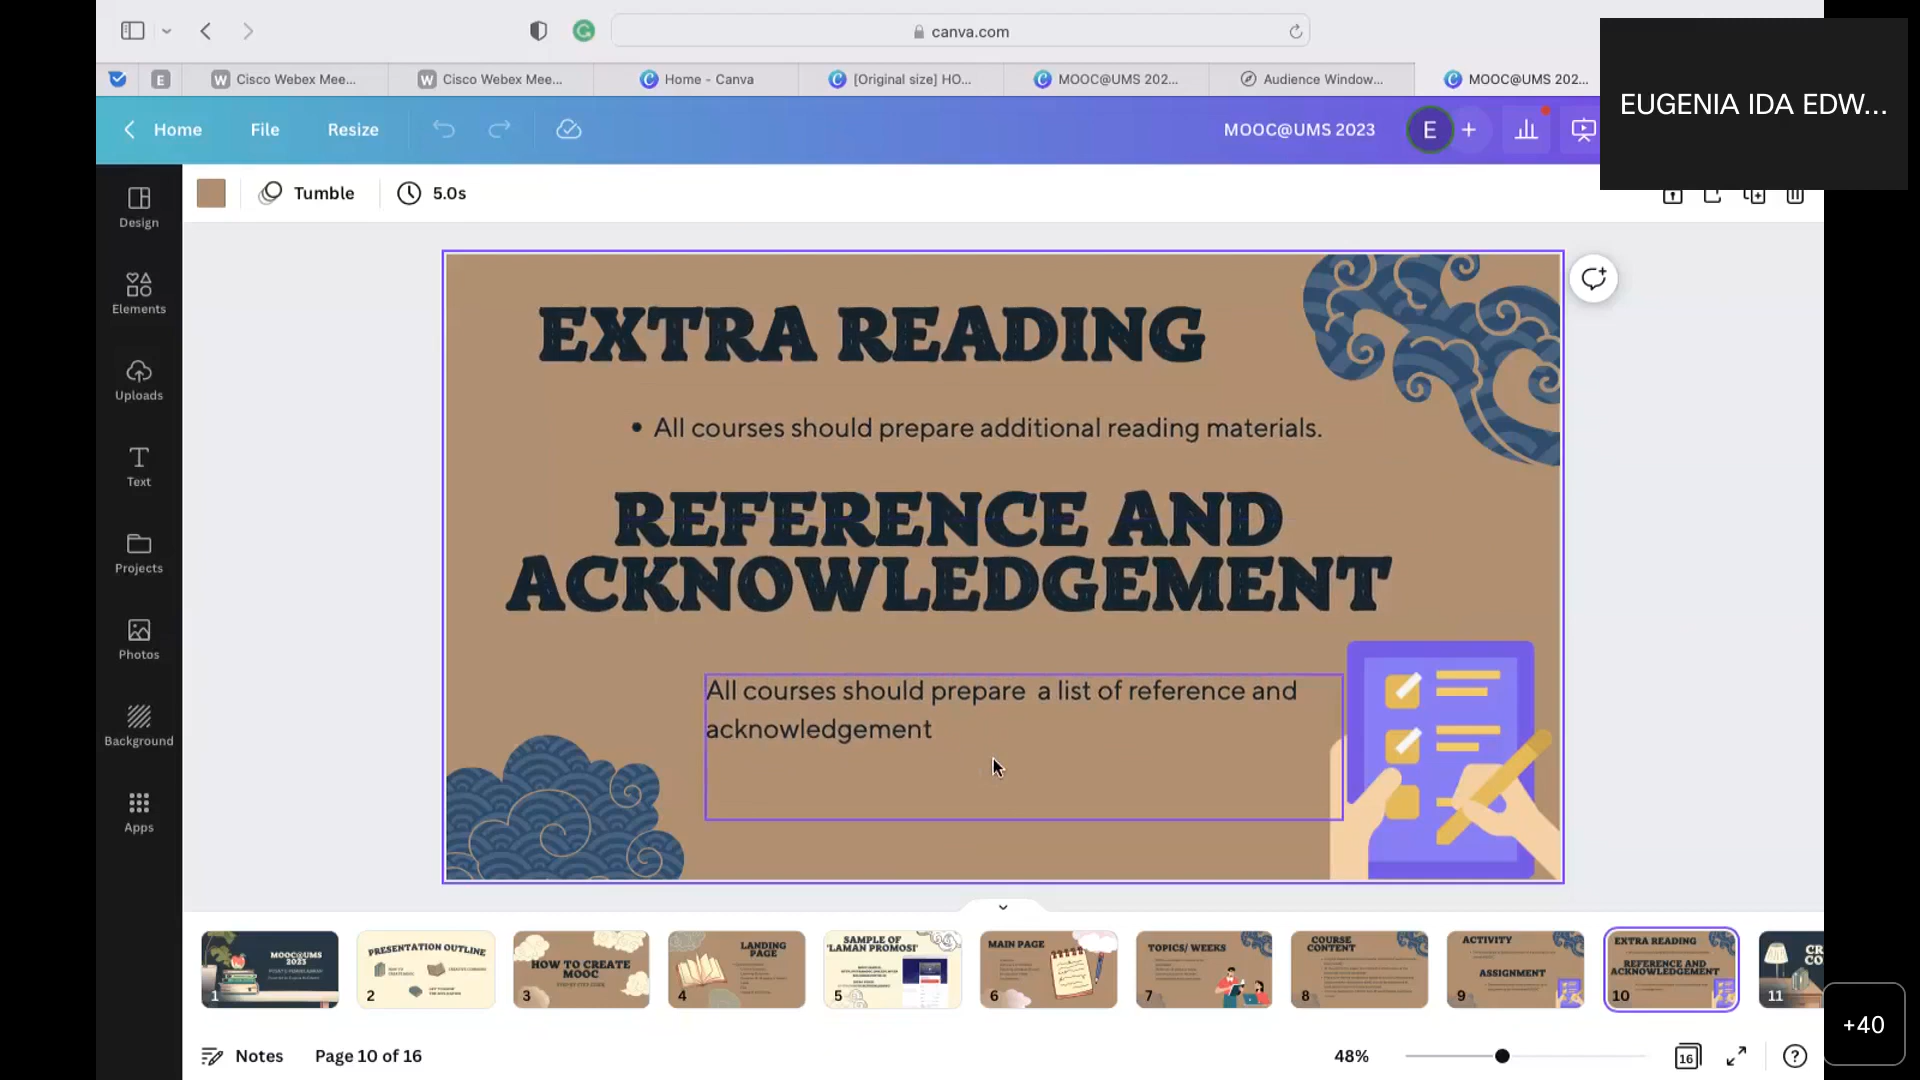 canva.com
E
Cisco Webex Mee...
Cisco Webex Mee...
Home - Canva
[Original size] HO...
MOOC@UMS 202...
Audience Window...
MOOC@UMS 202...
EUGENIA IDA EDW...
Home
File
Resize
MOOC@UMS 2023
E
Tumble
5.0s
Design
Elements
Uploads
Text
Projects
Photos
Background
Apps
EXTRA READING
• All courses should prepare additional reading materials.
REFERENCE AND
ACKNOWLEDGEMENT
All courses should prepare a list of reference and
acknowledgement
MOOC@UMS
2023
1
PRESENTATION OUTLINE
2
HOW TO CREATE
MOOC
3
LANDING
PAGE
4
SAMPLE OF
'LAMAN PROMOSI'
5
MAIN PAGE
6
TOPICS/ WEEKS
7
COURSE
CONTENT
8
ACTIVITY
ASSIGNMENT
9
EXTRA READING
REFERENCE AND
ACKNOWLEDGEMENT
10
CR
CO
11
+40
Notes
Page 10 of 16
48%
16